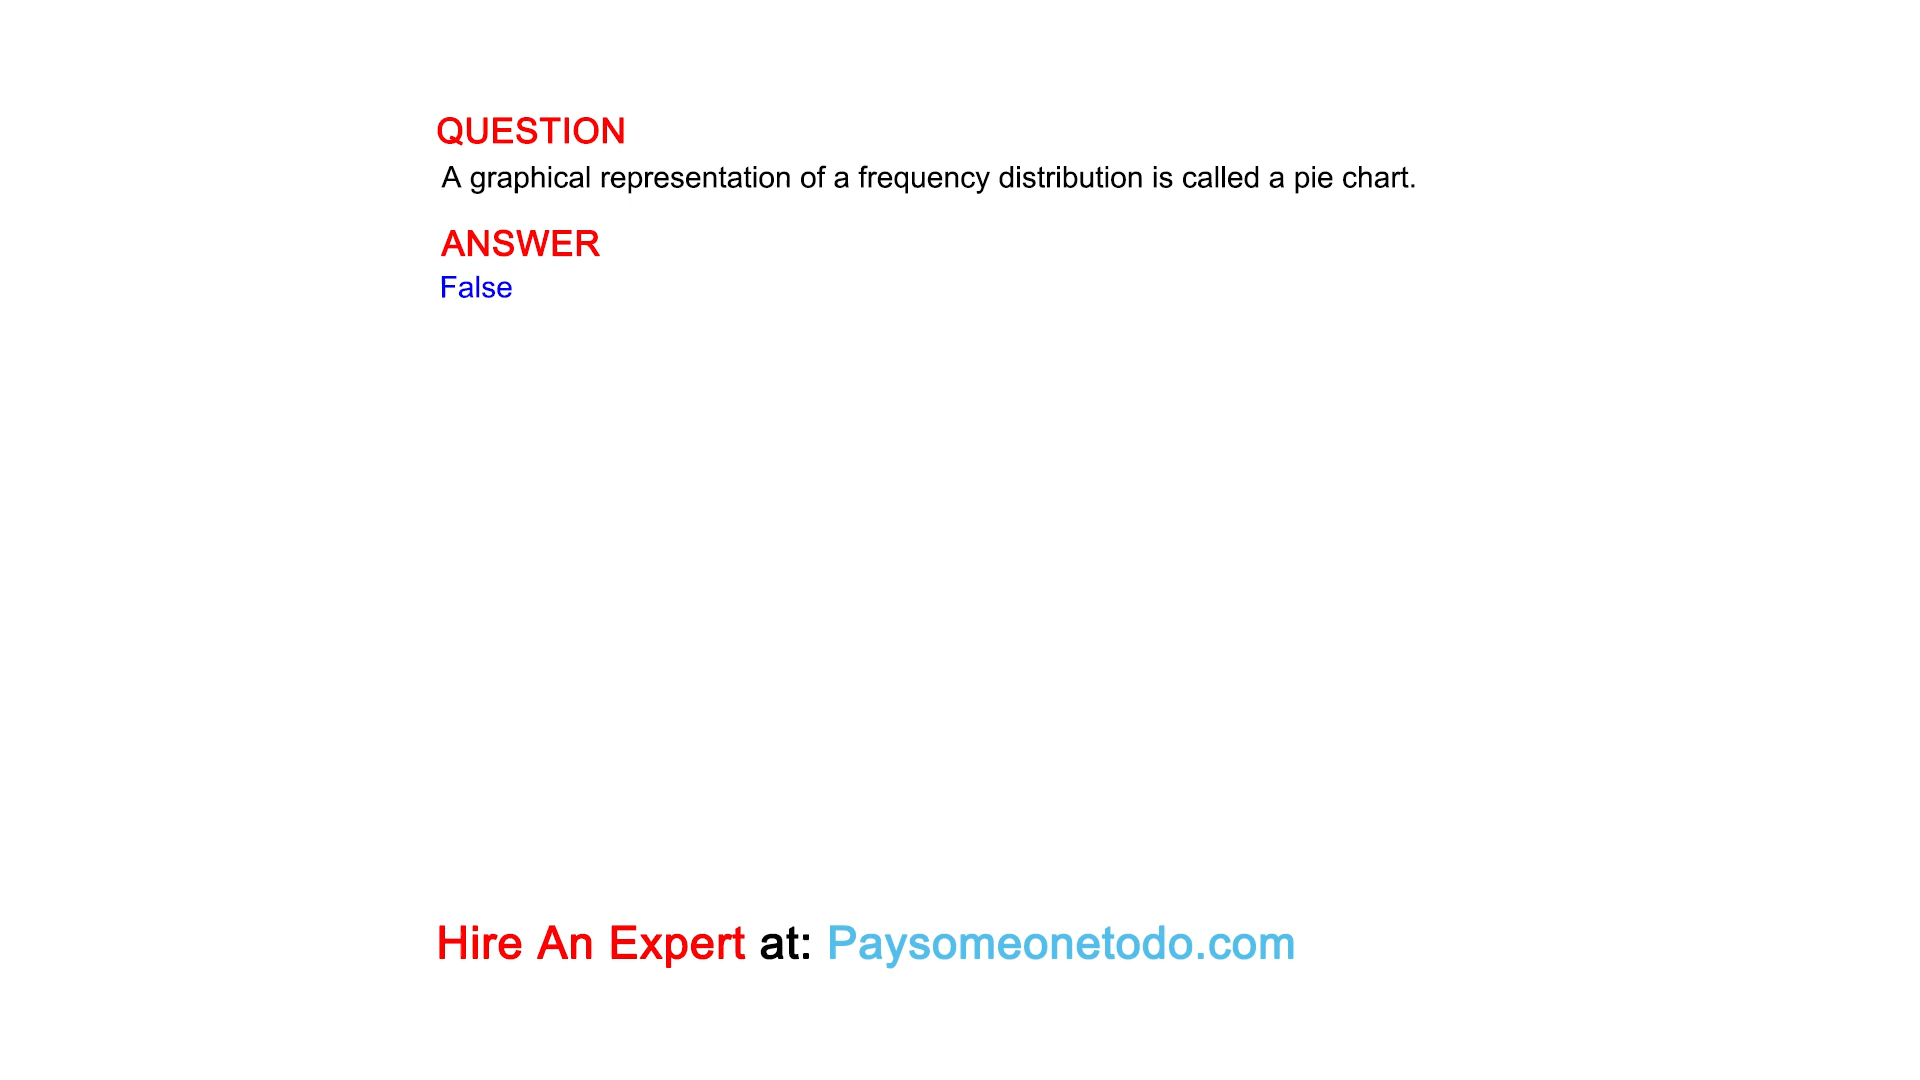 QUESTION
A graphical representation of a frequency distribution is called a pie chart.
ANSWER
False
Hire An Expert at: Paysomeonetodo.com